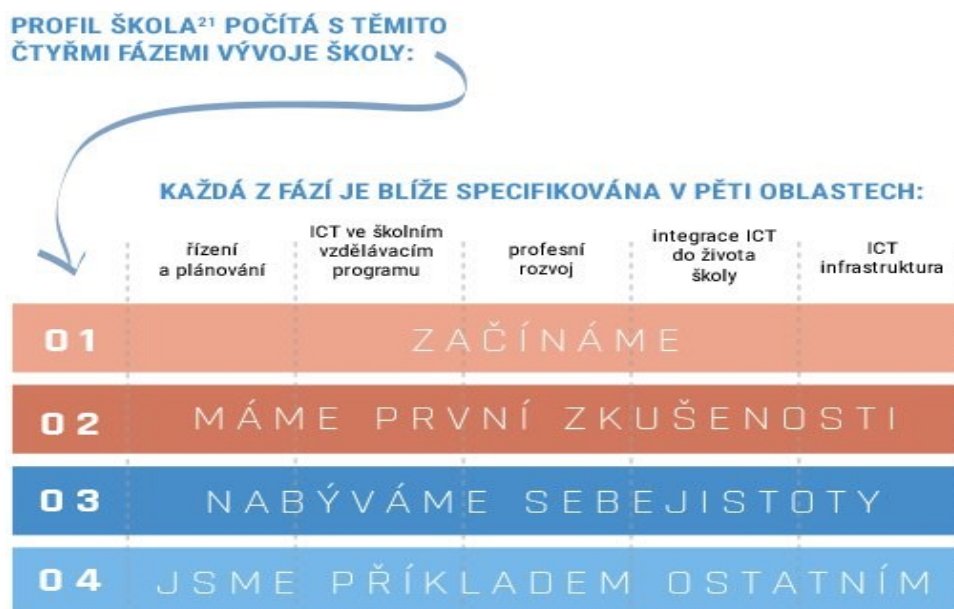 PROFIL ŠKOLA²¹ POČÍTÁ S TĚMITO
ČTYŘMI FÁZEMI VÝVOJE ŠKOLY:
KAŽDÁ Z FÁZÍ JE BLÍŽE SPECIFIKOVÁNA V PĚTI OBLASTECH:
řízení
a plánování
ICT ve školním
vzdělávacím
programu
profesní
rozvoj
integrace ICT
do života
školy
ICT
infrastruktura
01 ZAČÍNÁME
02 MÁME PRVNÍ ZKUŠENOSTI
03 NABÝVÁME SEBEJISTOTY
04 JSME PŘÍKLADEM OSTATNÍM